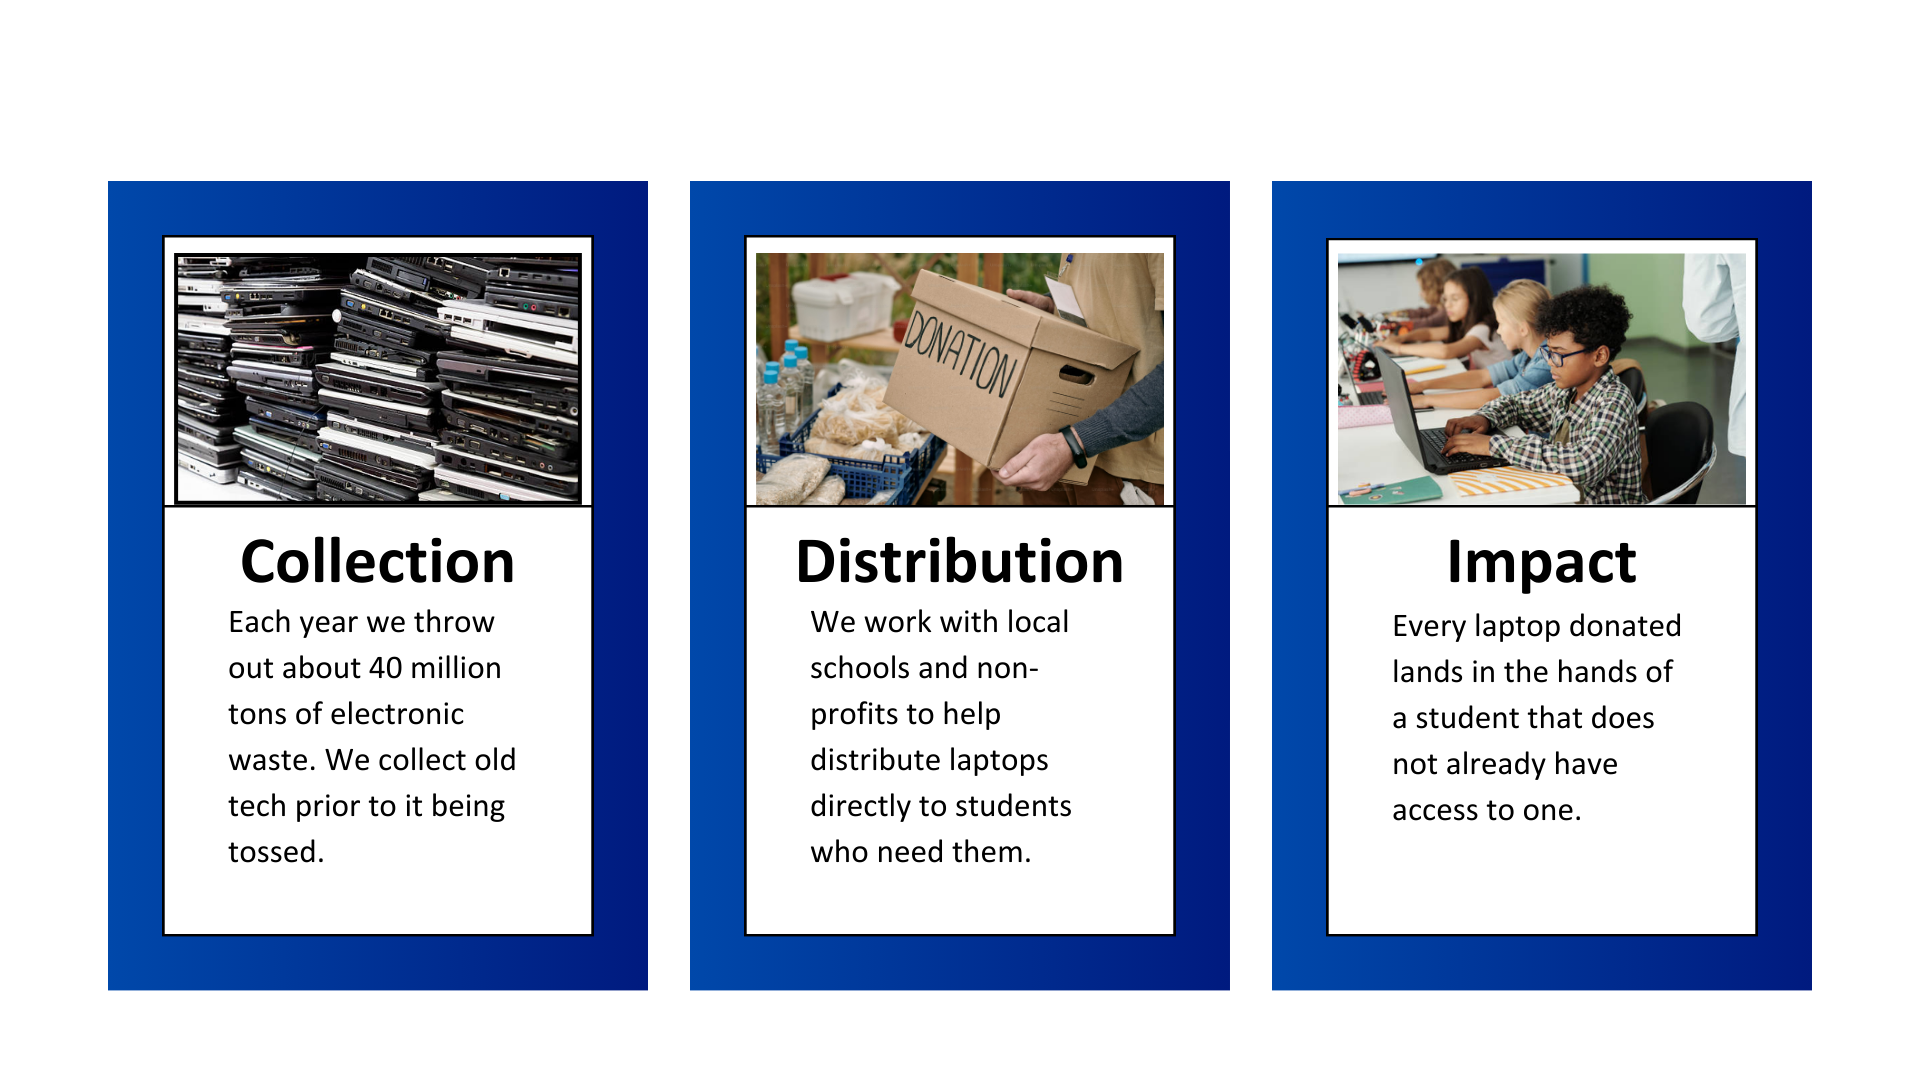 DONATION
Collection
Each year we throw
out about 40 million
tons of electronic
waste. We collect old
tech prior to it being
tossed.
Distribution
We work with local
schools and non-
profits to help
distribute laptops
directly to students
who need them.
Impact
Every laptop donated
lands in the hands of
a student that does
not already have
access to one.